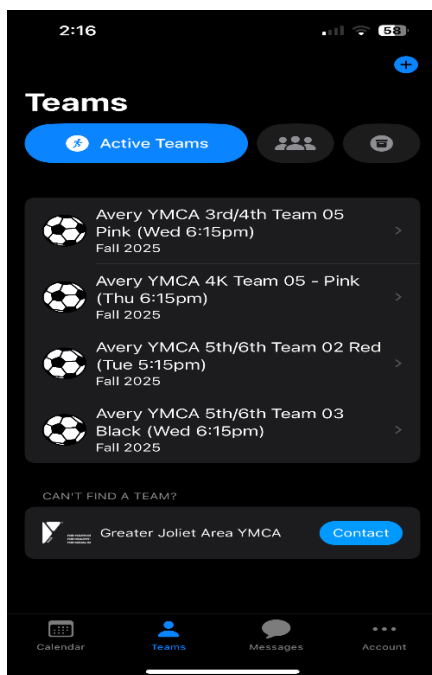 2:16
58
Teams
Active Teams
Avery YMCA 3rd/4th Team 05
Pink (Wed 6:15pm)
Fall 2025
Avery YMCA 4K Team 05 - Pink
(Thu 6:15pm)
Fall 2025
Avery YMCA 5th/6th Team 02 Red
(Tue 5:15pm)
Fall 2025
Avery YMCA 5th/6th Team 03
Black (Wed 6:15pm)
Fall 2025
CAN'T FIND A TEAM?
Greater Joliet Area YMCA
Contact
Calendar
Teams
Messages
Account